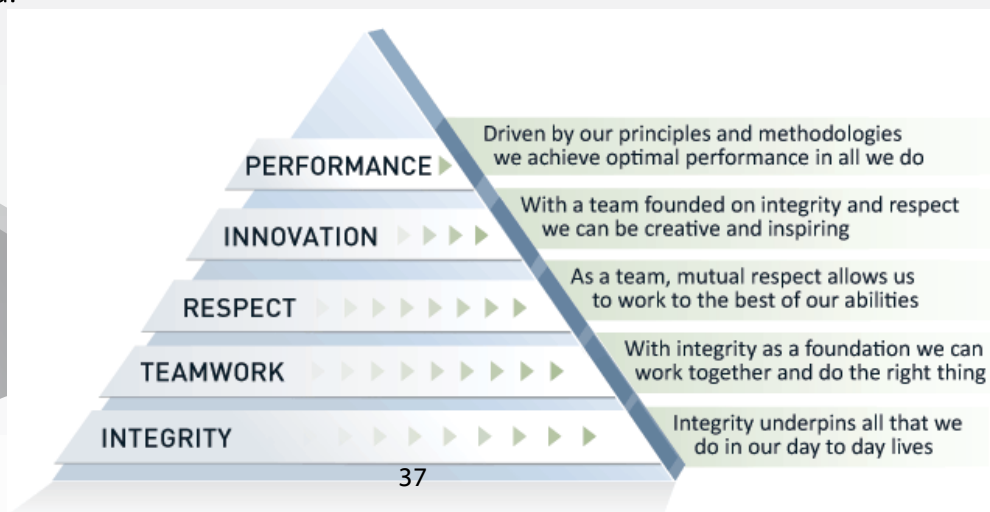 PERFORMANCE
Driven by our principles and methodologies
we achieve optimal performance in all we do
INNOVATION
With a team founded on integrity and respect
we can be creative and inspiring
RESPECT
As a team, mutual respect allows us
to work to the best of our abilities
TEAMWORK
With integrity as a foundation we can
work together and do the right thing
INTEGRITY
Integrity underpins all that we
do in our day to day lives
37